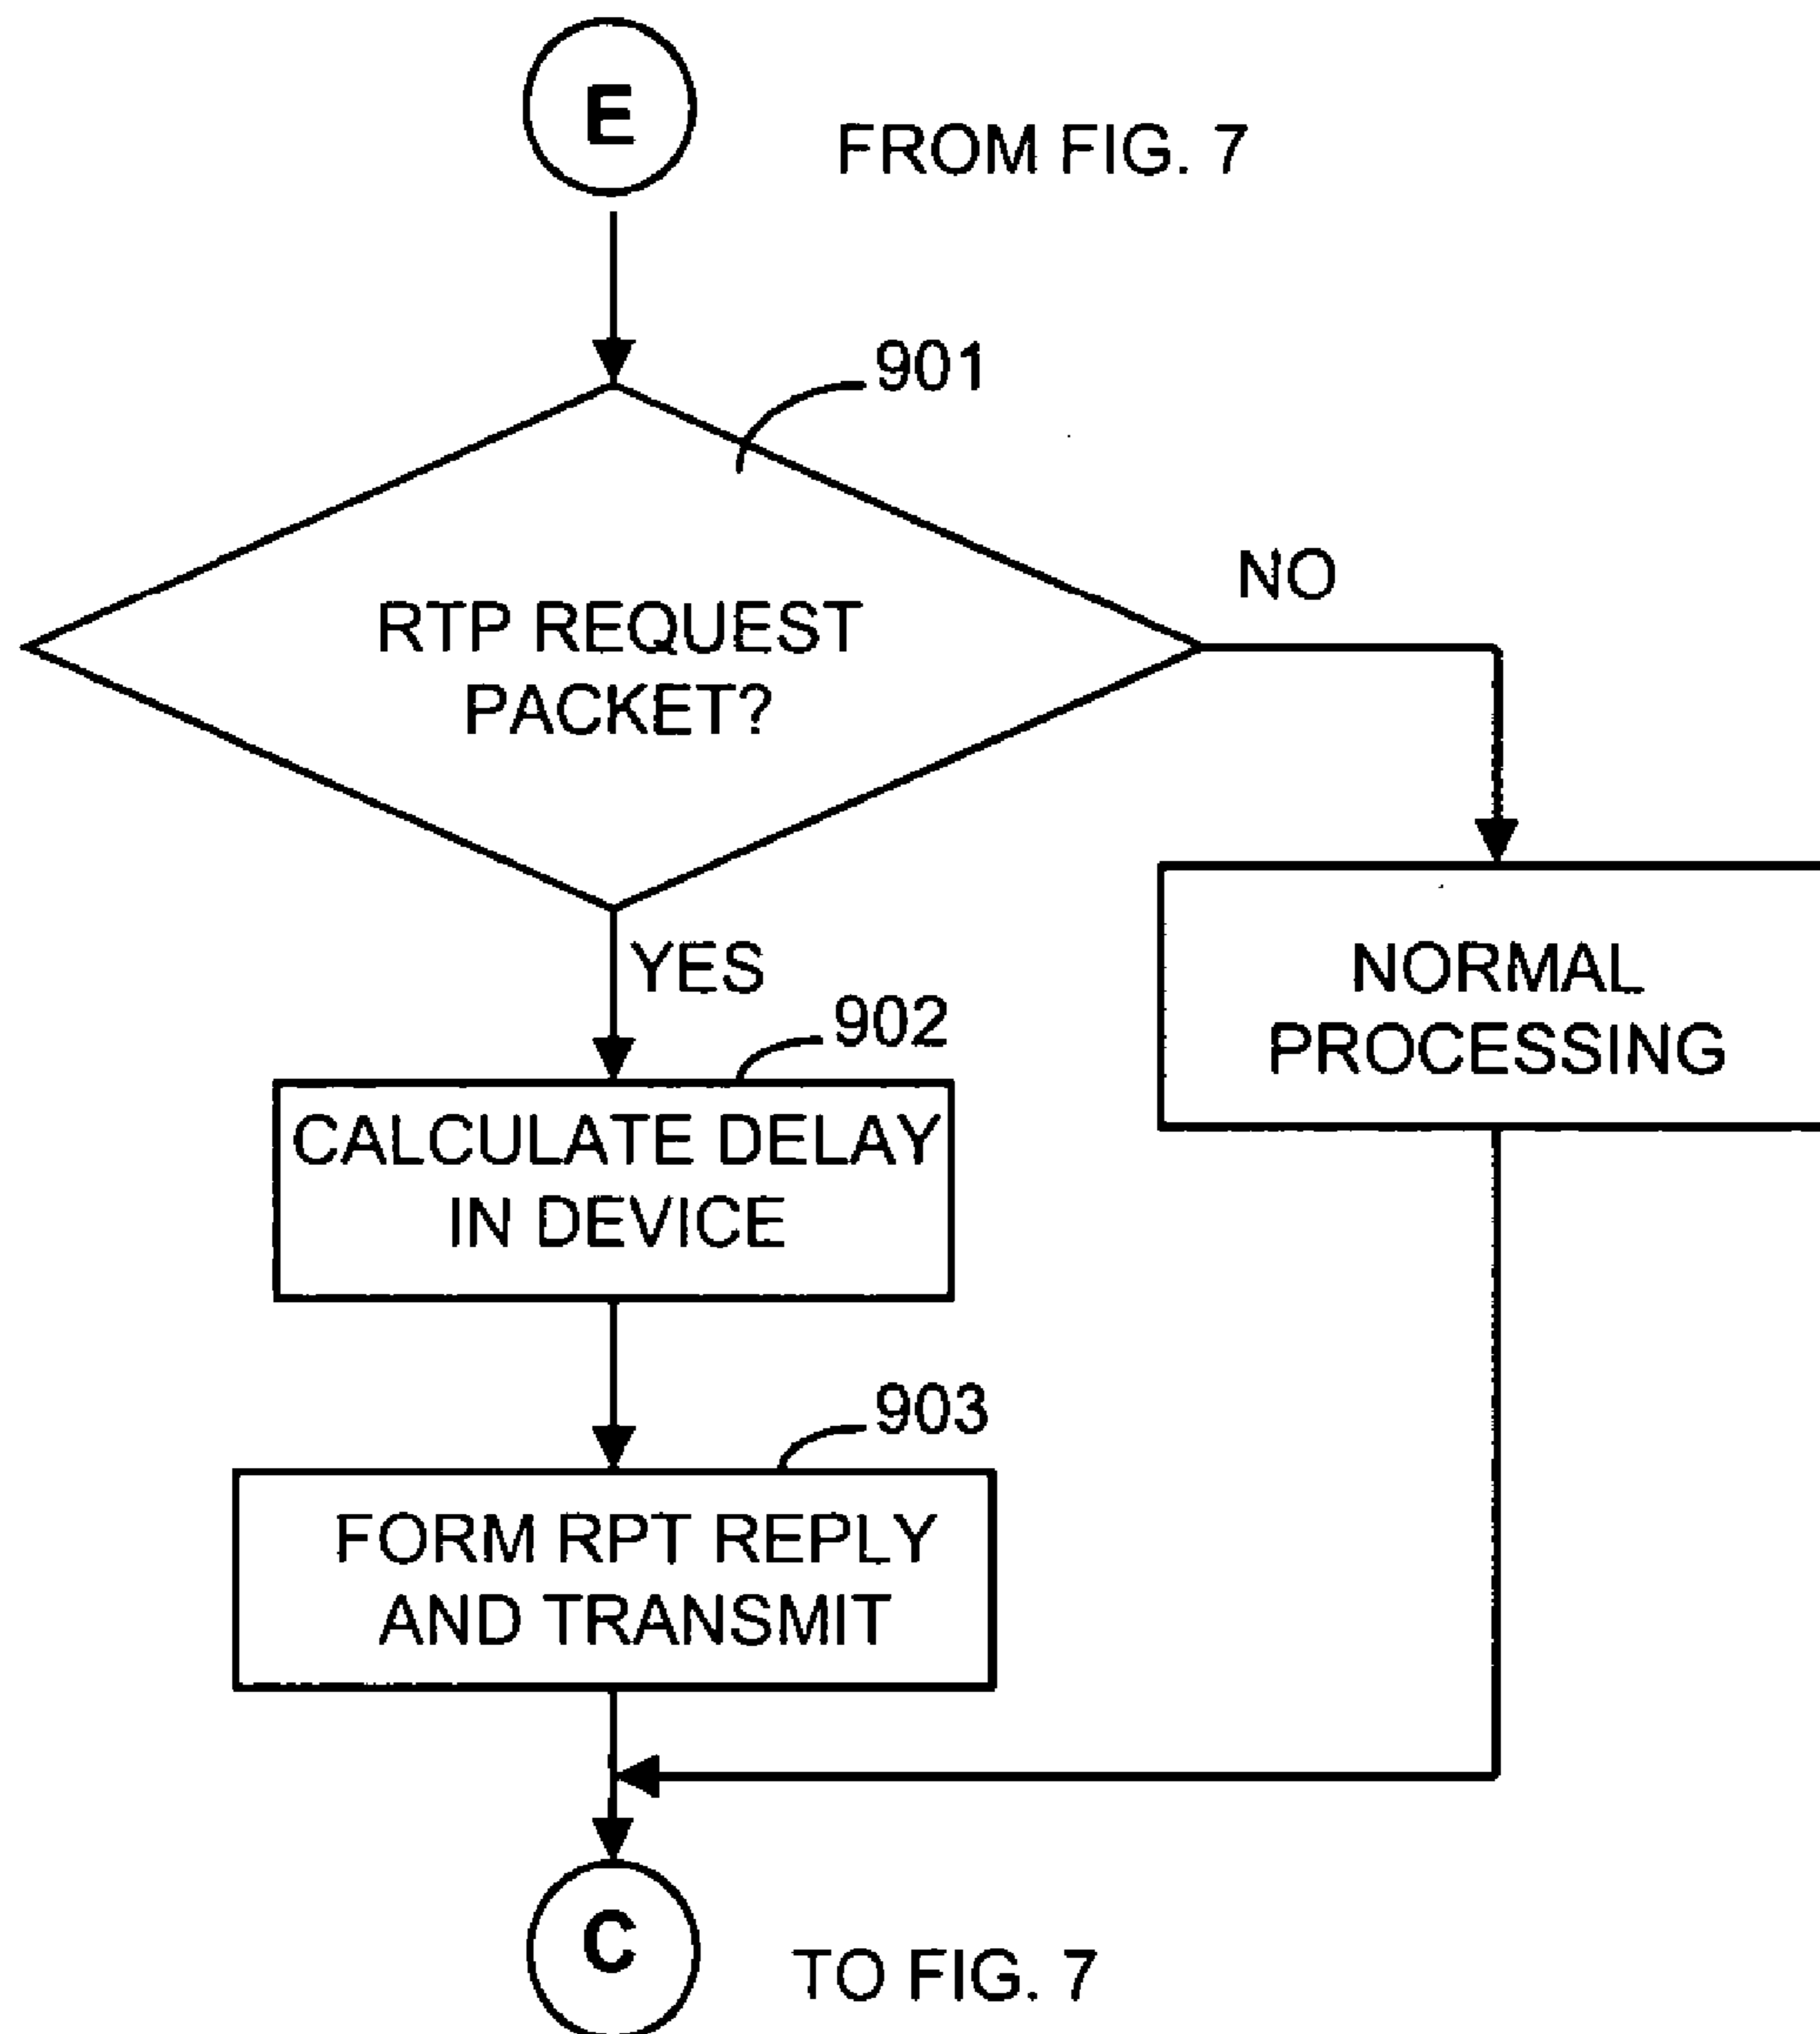 E
FROM FIG. 7
901
RTP REQUEST
PACKET?
NO
YES
902
NORMAL
PROCESSING
CALCULATE DELAY
IN DEVICE
903
FORM RPT REPLY
AND TRANSMIT
C
TO FIG. 7